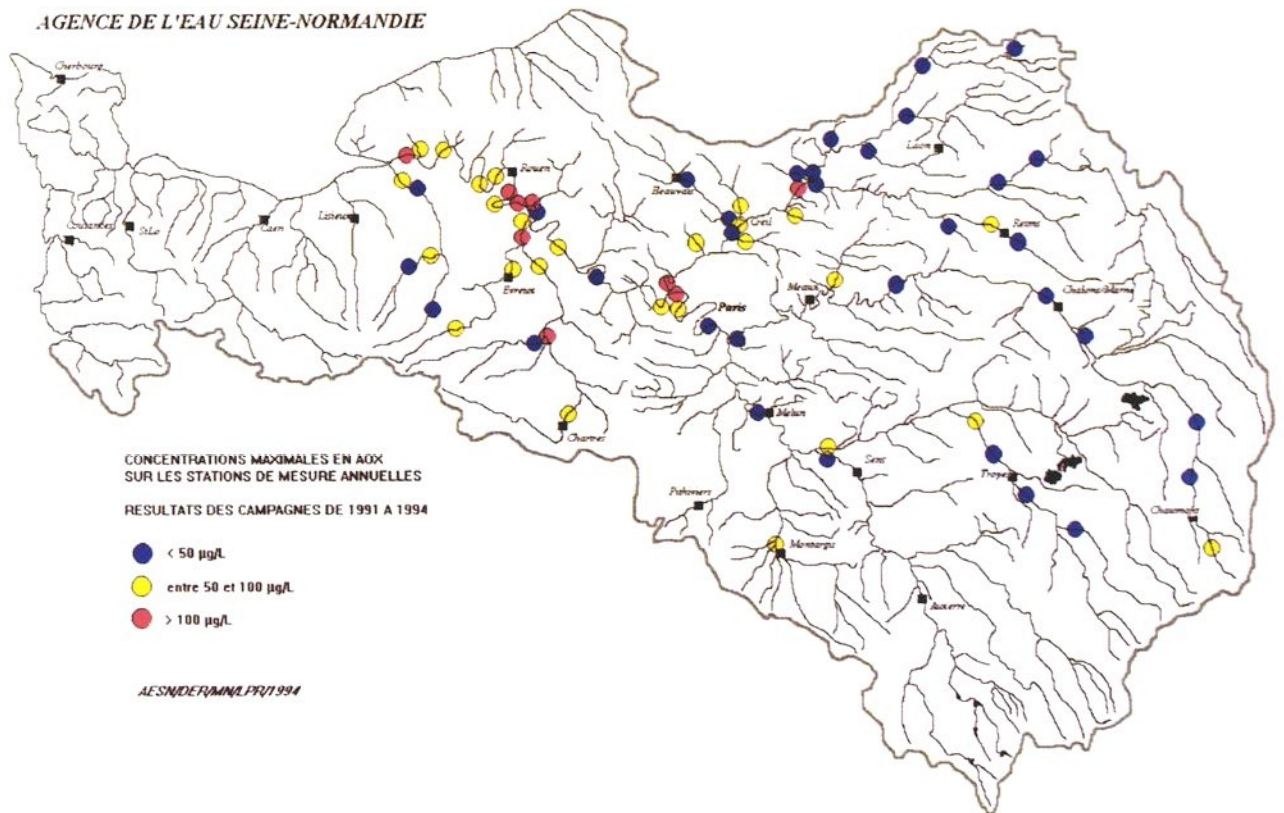 AGENCE DE L'EAU SEINE-NORMANDIE
Cherbourg
Laon
Rouen
Beauvais
Coutances
St Lo
Caen
Lisieux
Creil
Reims
Evreux
Meaux
Chalons/Marne
Paris
Melun
Chartres
Sens
Troyes
Pithiviers
Chaumont
Montargis
Auxerre
CONCENTRATIONS MAXIMALES EN AOX
SUR LES STATIONS DE MESURE ANNUELLES
RESULTATS DES CAMPAGNES DE 1991 A 1994
< 50 µg/L
entre 50 et 100 µg/L
> 100 µg/L
AESN/DER/MN/LPR/1994